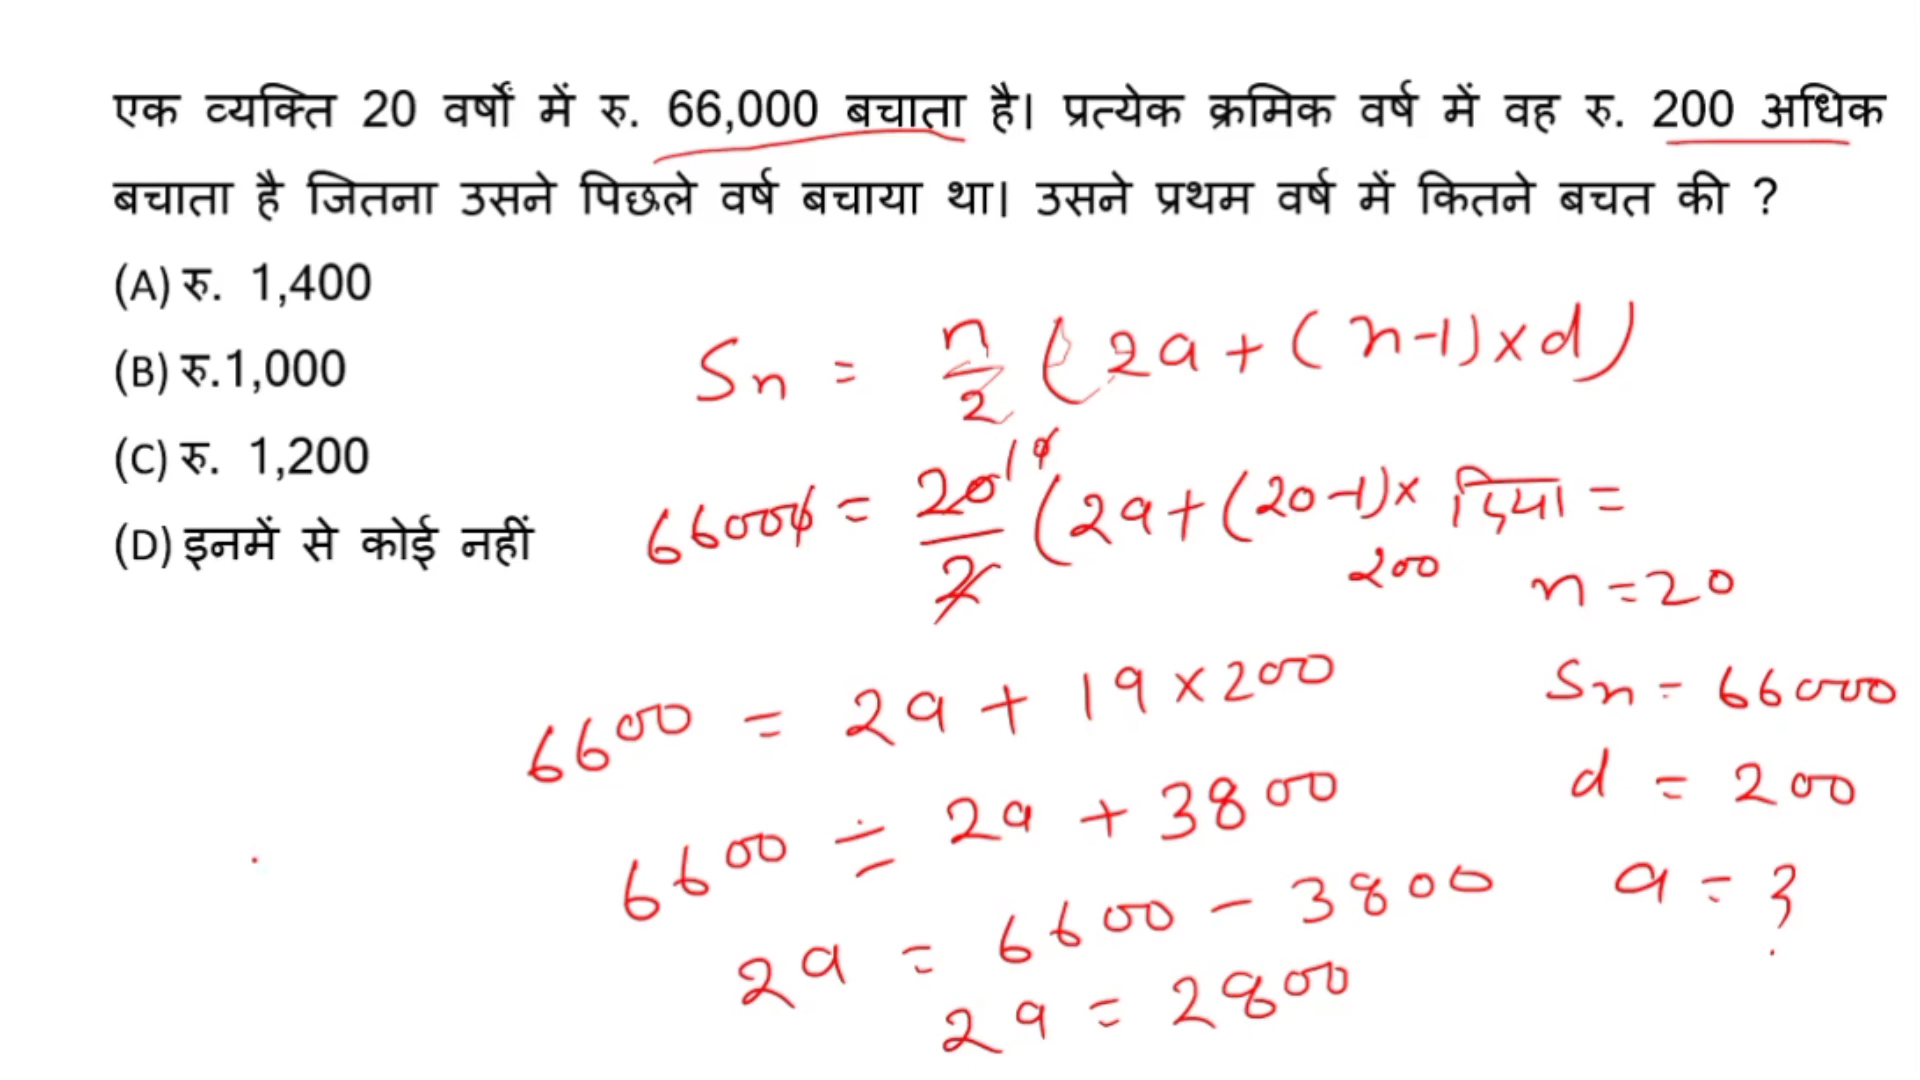 एक व्यक्ति 20 वर्षों में रु. 66,000 बचाता है। प्रत्येक क्रमिक वर्ष में वह रु. 200 अधिक
बचाता है जितना उसने पिछले वर्ष बचाया था। उसने प्रथम वर्ष में कितने बचत की ?
(A) रु. 1,400
(B) रु.1,000
(C) रु. 1,200
(D) इनमें से कोई नहीं
Sn = n/2 (2a + (n-1)×d)
66000 = 20/2 10 (2a + (20-1)× 200
6600 = 2a + 19×200
6600 = 2a + 3800
2a = 6600 - 3800
2a = 2800
दिया =
n = 20
Sn = 66000
d = 200
a = ?